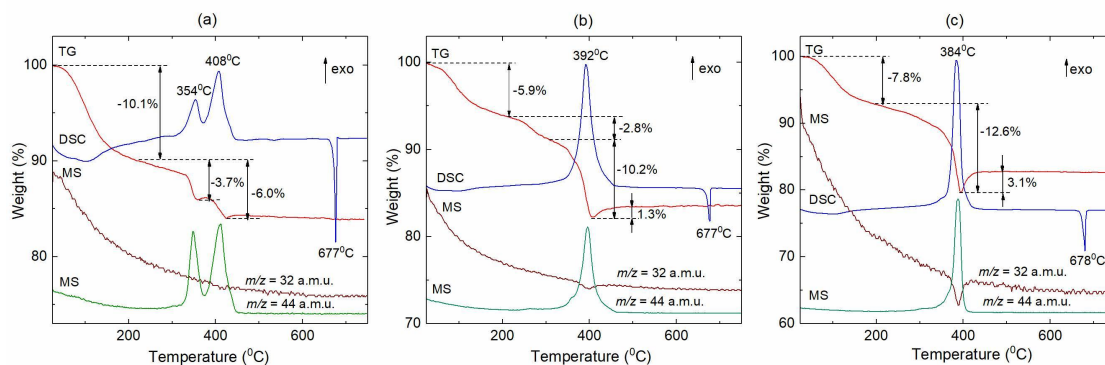 (a)
TG
408⁰C
exo
354⁰C
-10.1%
DSC
MS
-3.7%
-6.0%
677⁰C
m/z = 32 a.m.u.
MS
m/z = 44 a.m.u.
100
90
80
Weight (%)
0
200
400
600
Temperature (⁰C)
(b)
TG
392⁰C
exo
-5.9%
-2.8%
-10.2%
DSC
MS
1.3%
677⁰C
m/z = 32 a.m.u.
MS
m/z = 44 a.m.u.
100
90
80
70
Weight (%)
200
400
600
Temperature (⁰C)
(c)
TG
384⁰C
exo
-7.8%
MS
-12.6%
3.1%
DSC
678⁰C
m/z = 32 a.m.u.
MS
m/z = 44 a.m.u.
100
90
80
70
60
Weight (%)
200
400
600
Temperature (⁰C)